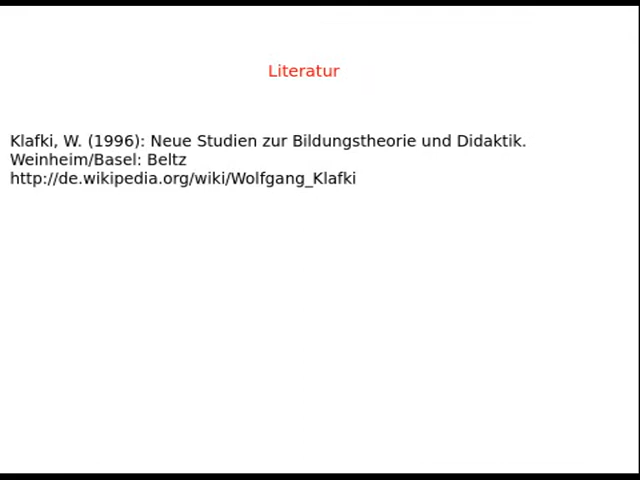 Literatur
Klafki, W. (1996): Neue Studien zur Bildungstheorie und Didaktik.
Weinheim/Basel: Beltz
http://de.wikipedia.org/wiki/Wolfgang_Klafki